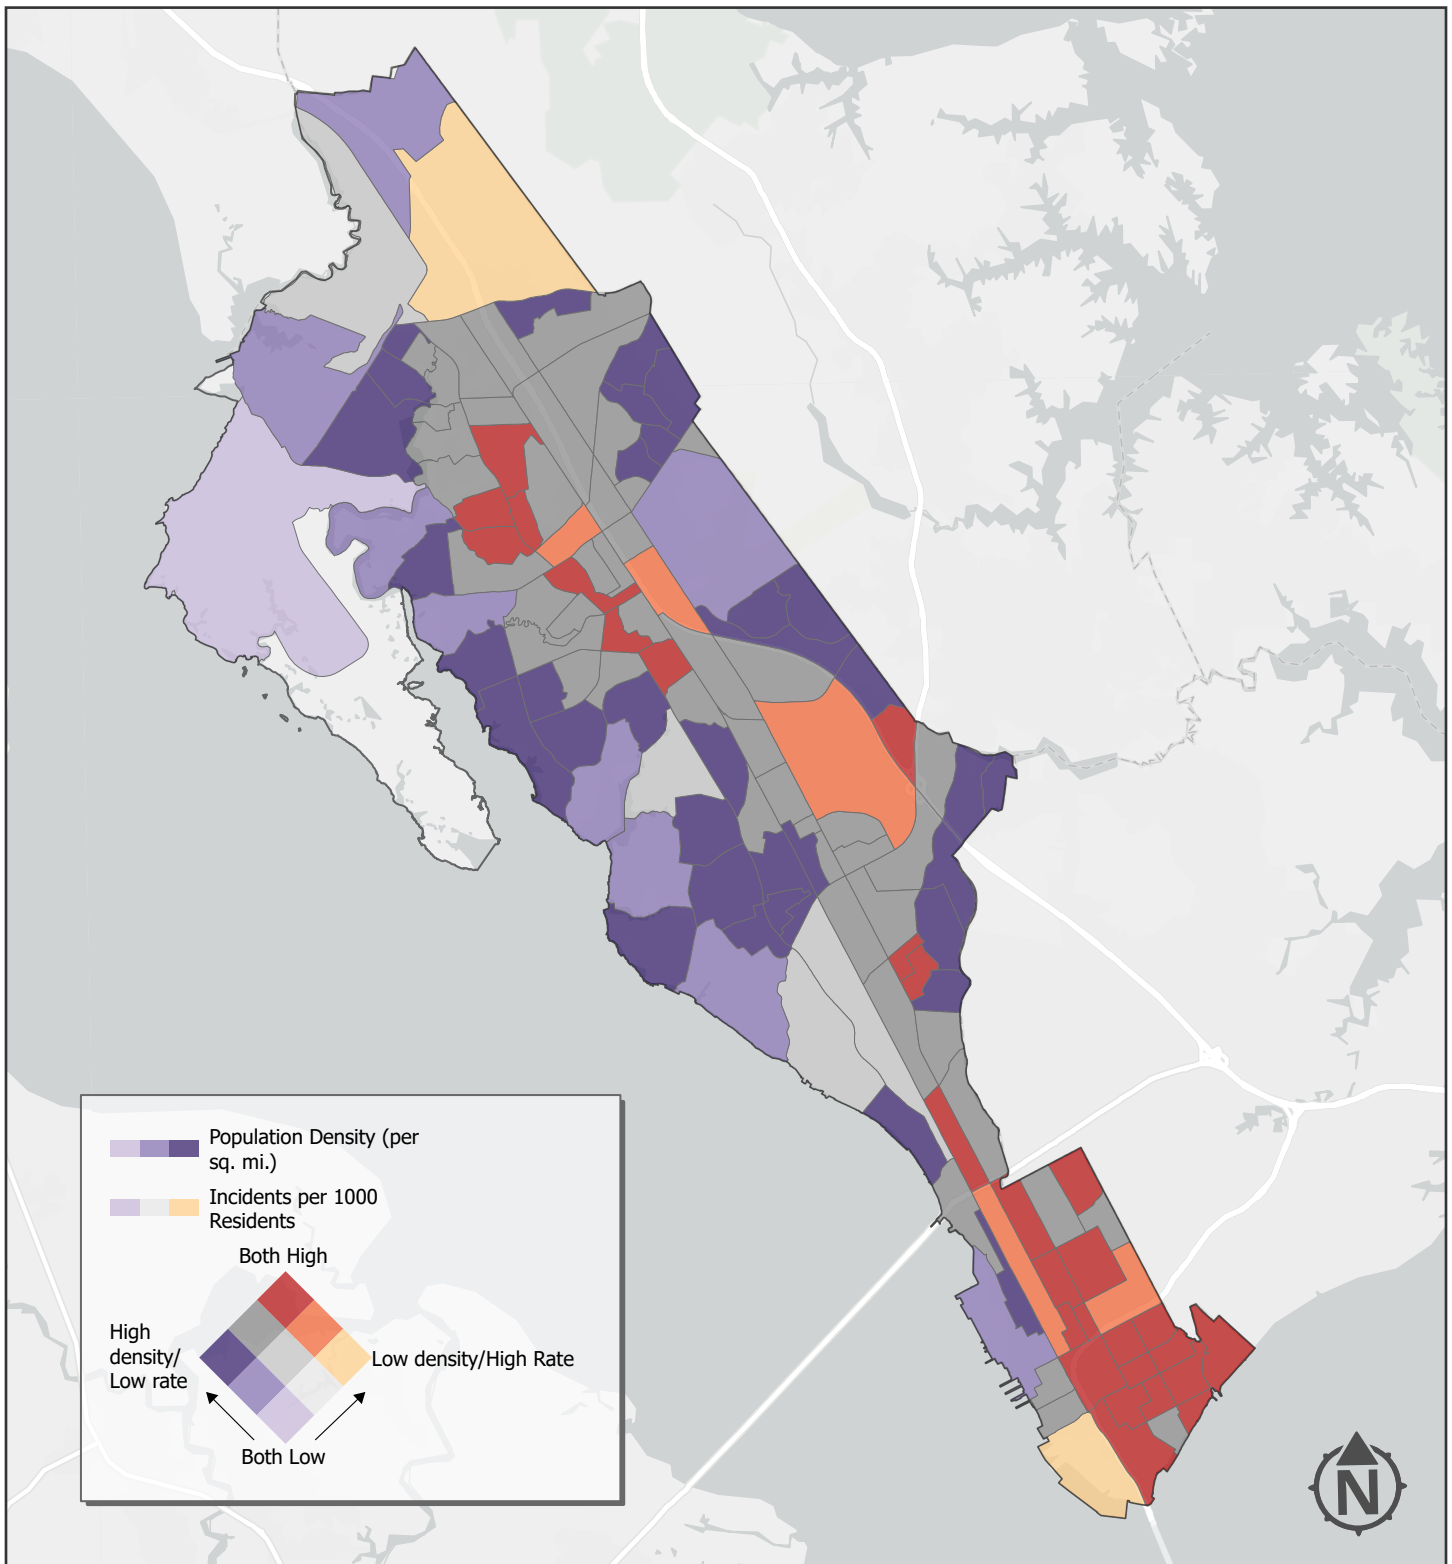 Population Density (per
sq. mi.)
Incidents per 1000
Residents
Both High
High
density/
Low rate
Low density/High Rate
Both Low
N